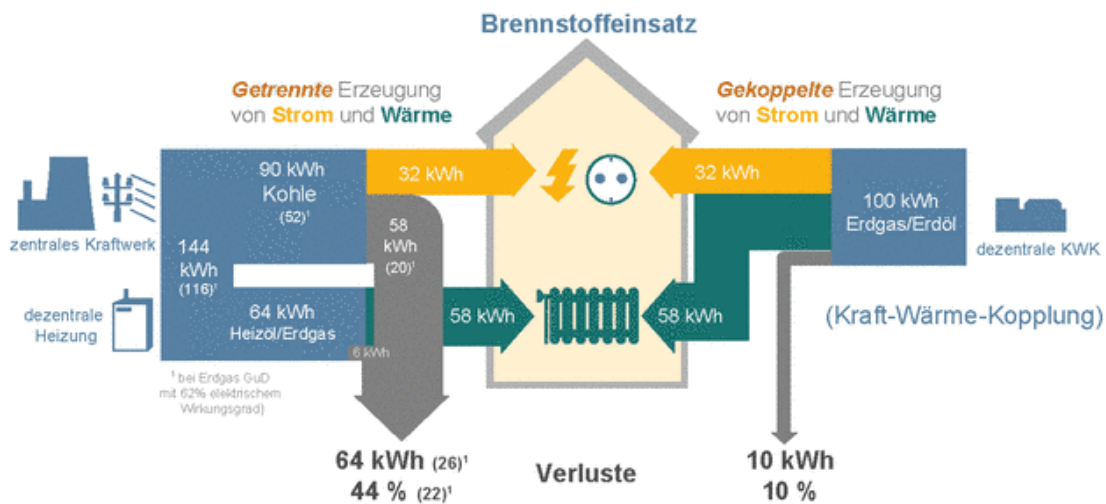 Brennstoffeinsatz
Getrennte Erzeugung
von Strom und Wärme
Gekoppelte Erzeugung
von Strom und Wärme
zentrales Kraftwerk
dezentrale
Heizung
144
kWh
(116)¹
90 kWh
Kohle
(52)¹
64 kWh
Heizöl/Erdgas
6 kWh
32 kWh
58
kWh
(20)¹
58 kWh
32 kWh
58 kWh
100 kWh
Erdgas/Erdöl
dezentrale KWK
(Kraft-Wärme-Kopplung)
¹ bei Erdgas GuD
mit 62% elektrischem
Wirkungsgrad)
64 kWh (26)¹
44 % (22)¹
Verluste
10 kWh
10 %